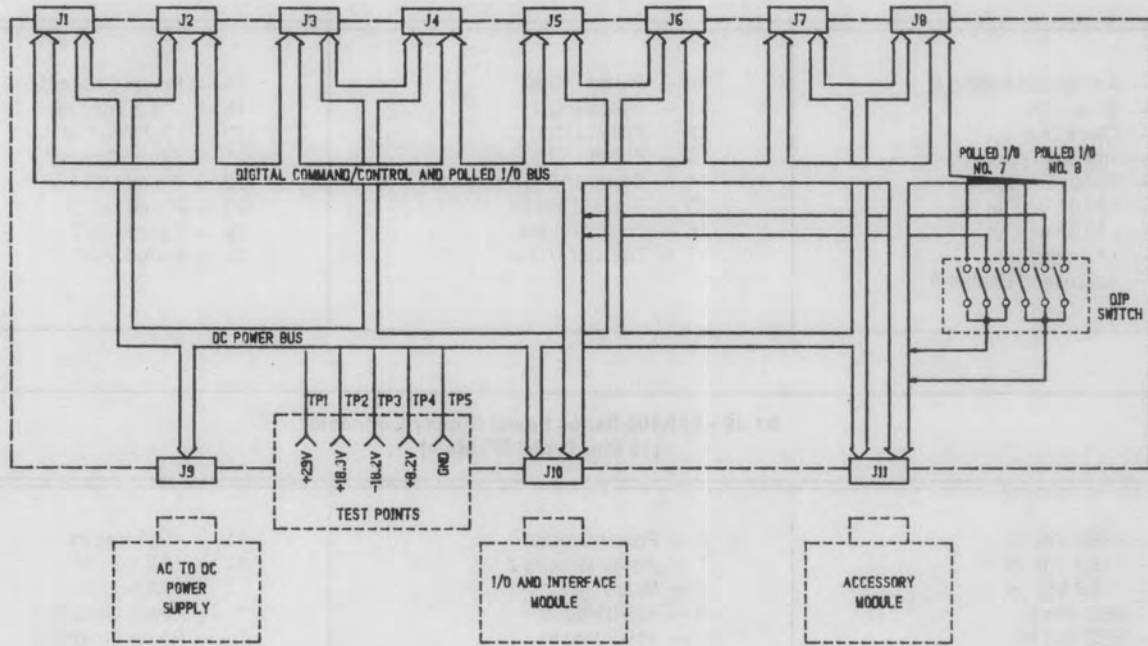 J1 J2 J3 J4 J5 J6 J7 J8
POLLED I/O NO. 7
POLLED I/O NO. 8
DIGITAL COMMAND/CONTROL AND POLLED I/O BUS
DIP SWITCH
DC POWER BUS
TP1 TP2 TP3 TP4 TP5
+29V +18.3V -18.2V +8.2V GND
J9 J10 J11
TEST POINTS
AC TO DC POWER SUPPLY
I/O AND INTERFACE MODULE
ACCESSORY MODULE